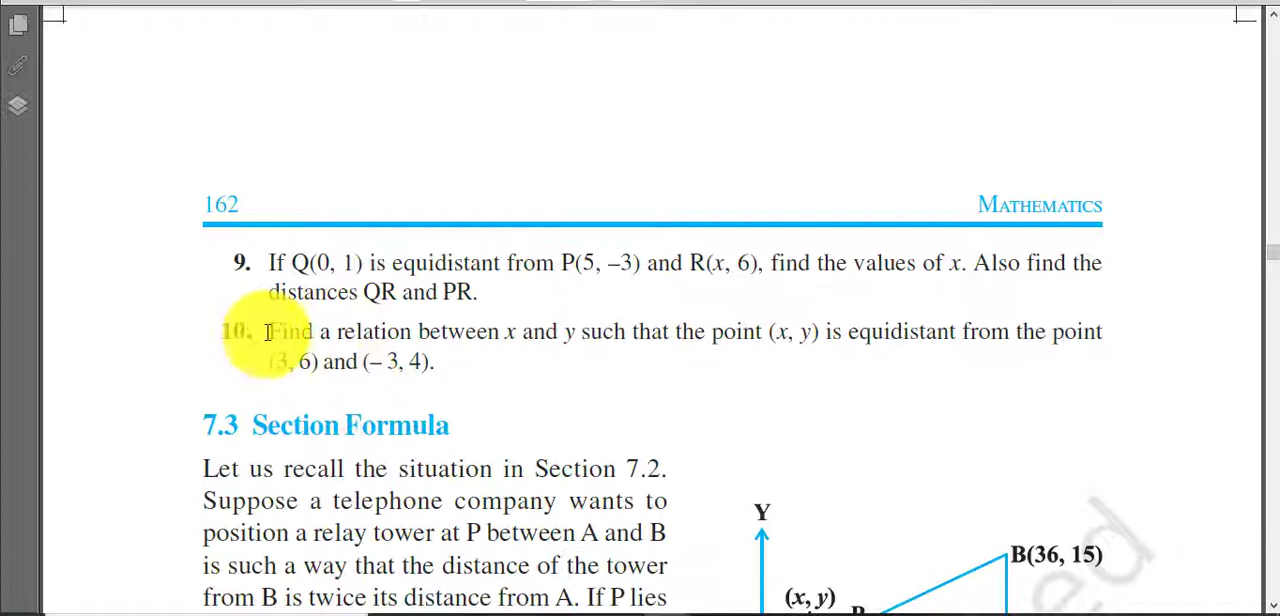 162
MATHEMATICS
9. If Q(0, 1) is equidistant from P(5, –3) and R(x, 6), find the values of x. Also find the
distances QR and PR.
10. Find a relation between x and y such that the point (x, y) is equidistant from the point
(3, 6) and (– 3, 4).
7.3 Section Formula
Let us recall the situation in Section 7.2.
Suppose a telephone company wants to
position a relay tower at P between A and B
is such a way that the distance of the tower
from B is twice its distance from A. If P lies
Y
B(36, 15)
(x, y)
P
ed